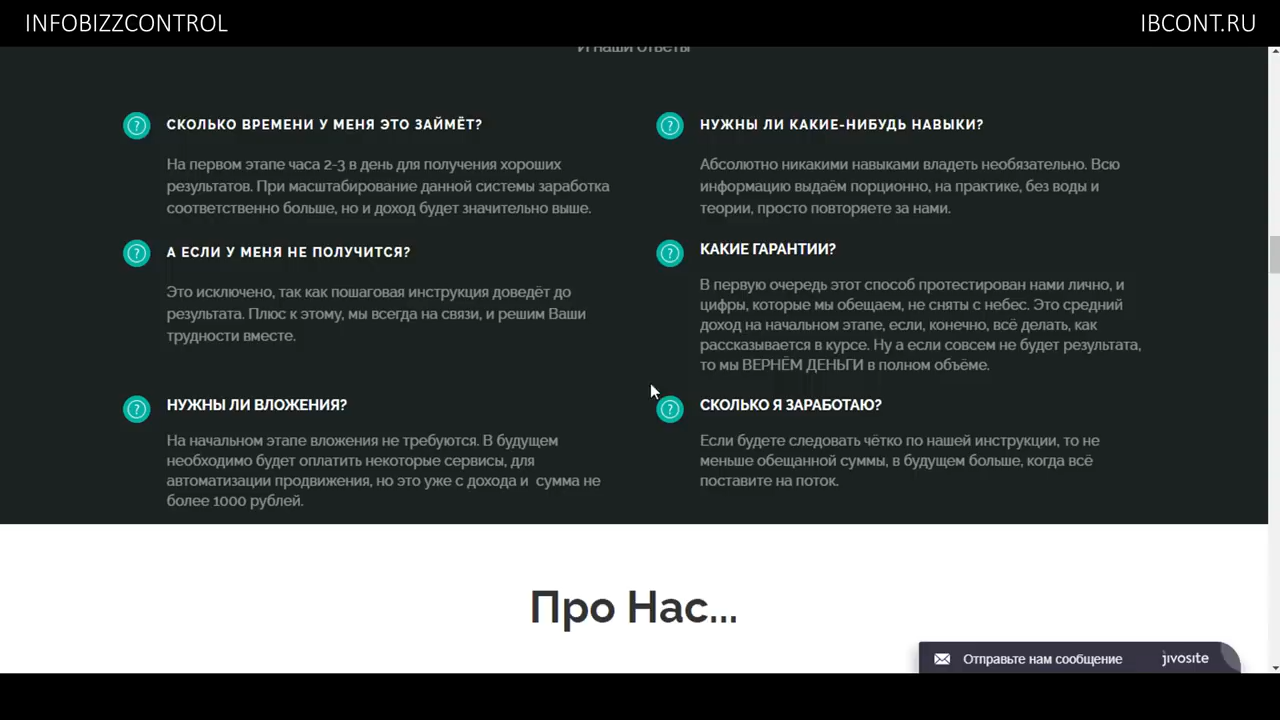 INFOBIZZCONTROL
IBCONT.RU
И наши ответы
СКОЛЬКО ВРЕМЕНИ У МЕНЯ ЭТО ЗАЙМЁТ?
На первом этапе часа 2-3 в день для получения хороших
результатов. При масштабирование данной системы заработка
соответственно больше, но и доход будет значительно выше.
НУЖНЫ ЛИ КАКИЕ-НИБУДЬ НАВЫКИ?
Абсолютно никакими навыками владеть необязательно. Всю
информацию выдаём порционно, на практике, без воды и
теории, просто повторяете за нами.
А ЕСЛИ У МЕНЯ НЕ ПОЛУЧИТСЯ?
Это исключено, так как пошаговая инструкция доведёт до
результата. Плюс к этому, мы всегда на связи, и решим Ваши
трудности вместе.
КАКИЕ ГАРАНТИИ?
В первую очередь этот способ протестирован нами лично, и
цифры, которые мы обещаем, не сняты с небес. Это средний
доход на начальном этапе, если, конечно, всё делать, как
рассказывается в курсе. Ну а если совсем не будет результата,
то мы ВЕРНЁМ ДЕНЬГИ в полном объёме.
НУЖНЫ ЛИ ВЛОЖЕНИЯ?
На начальном этапе вложения не требуются. В будущем
необходимо будет оплатить некоторые сервисы, для
автоматизации продвижения, но это уже с дохода и сумма не
более 1000 рублей.
СКОЛЬКО Я ЗАРАБОТАЮ?
Если будете следовать чётко по нашей инструкции, то не
меньше обещанной суммы, в будущем больше, когда всё
поставите на поток.
Про Нас...
Отправьте нам сообщение
jivosite